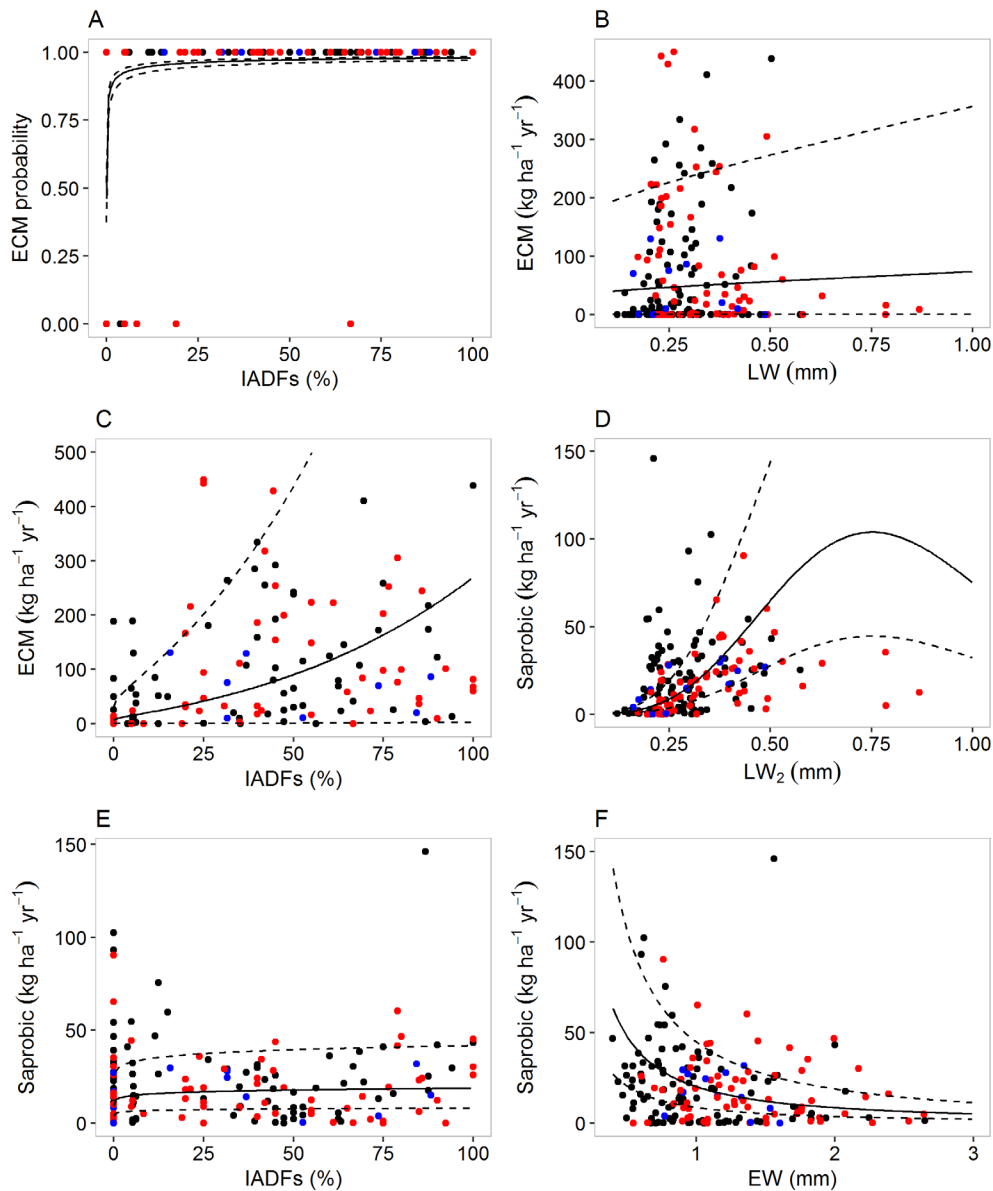 A
ECM probability
1.00
0.75
0.50
0.25
0.00
0 25 50 75 100
IADFs (%)
B
ECM (kg ha⁻¹ yr⁻¹)
400
300
200
100
0
0.25 0.50 0.75 1.00
LW (mm)
C
ECM (kg ha⁻¹ yr⁻¹)
500
400
300
200
100
0
0 25 50 75 100
IADFs (%)
D
Saprobic (kg ha⁻¹ yr⁻¹)
150
100
50
0
0.25 0.50 0.75 1.00
LW₂ (mm)
E
Saprobic (kg ha⁻¹ yr⁻¹)
150
100
50
0
0 25 50 75 100
IADFs (%)
F
Saprobic (kg ha⁻¹ yr⁻¹)
150
100
50
0
1 2 3
EW (mm)